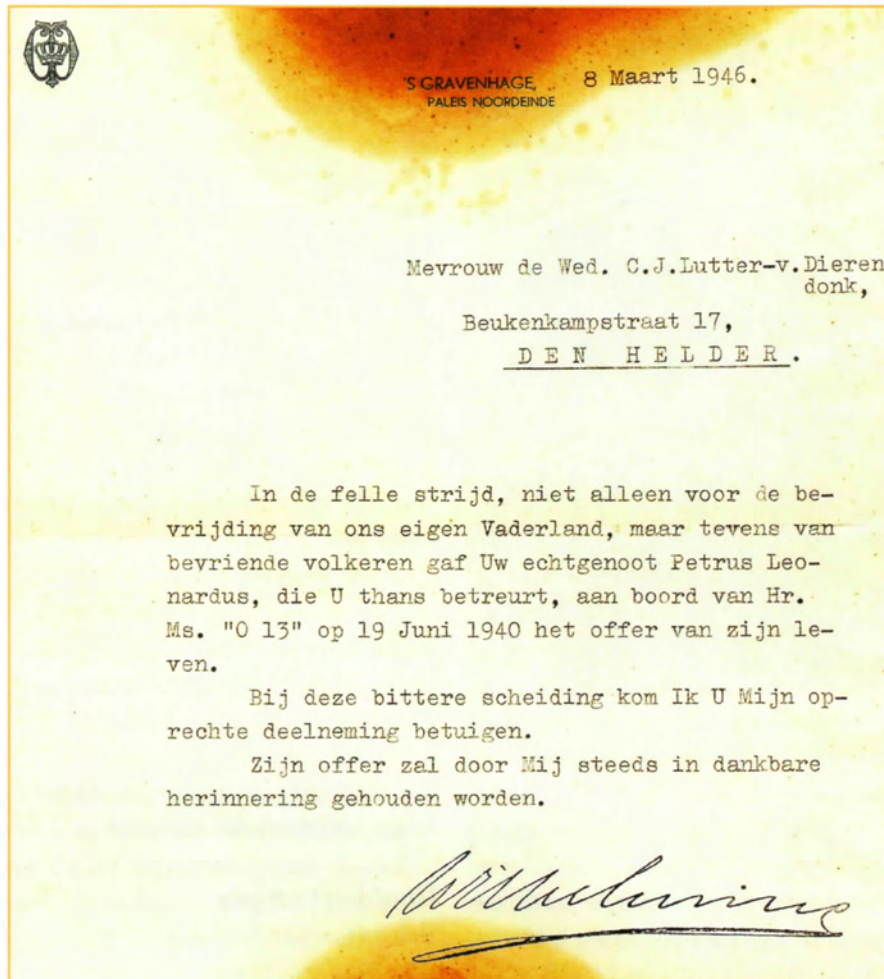 'S GRAVENHAGE, 8 Maart 1946.
PALEIS NOORDEINDE
Mevrouw de Wed. C.J.Lutter-v.Dieren
donk,
Beukenkampstraat 17,
DEN HELDER.
In de felle strijd, niet alleen voor de be-
vrijding van ons eigen Vaderland, maar tevens van
bevriende volkeren gaf Uw echtgenoot Petrus Leo-
nardus, die U thans betreurt, aan boord van Hr.
Ms. "O 13" op 19 Juni 1940 het offer van zijn le-
ven.
Bij deze bittere scheiding kom Ik U Mijn op-
rechte deelneming betuigen.
Zijn offer zal door Mij steeds in dankbare
herinnering gehouden worden.
Wilhelmina